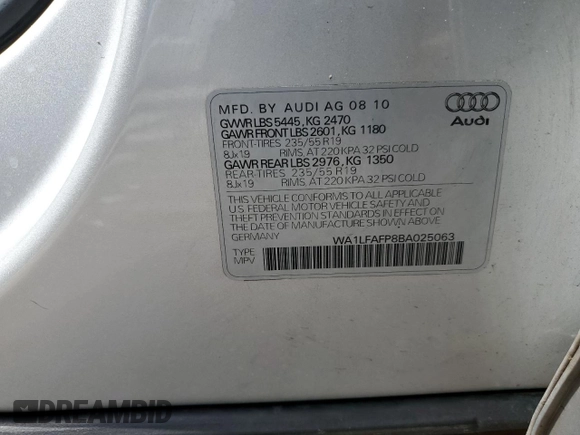 MFD. BY AUDI AG 08 10
GVWR LBS 5445, KG 2470
GAWR FRONT LBS 2601, KG 1180
FRONT-TIRES 235/55 R19
8Jx19 RIMS, AT 220 KPA 32 PSI COLD
GAWR REAR LBS 2976, KG 1350
REAR-TIRES 235/55 R19
8Jx19 RIMS, AT 220 KPA 32 PSI COLD
THIS VEHICLE CONFORMS TO ALL APPLICABLE
U.S FEDERAL MOTOR VEHICLE SAFETY AND
THEFT PREVENTION STANDARDS IN EFFECT ON
THE DATE OF MANUFACTURE SHOWN ABOVE.
GERMANY WA1LFAFP8BA025063
TYPE
MPV
Audi
DREAMBID